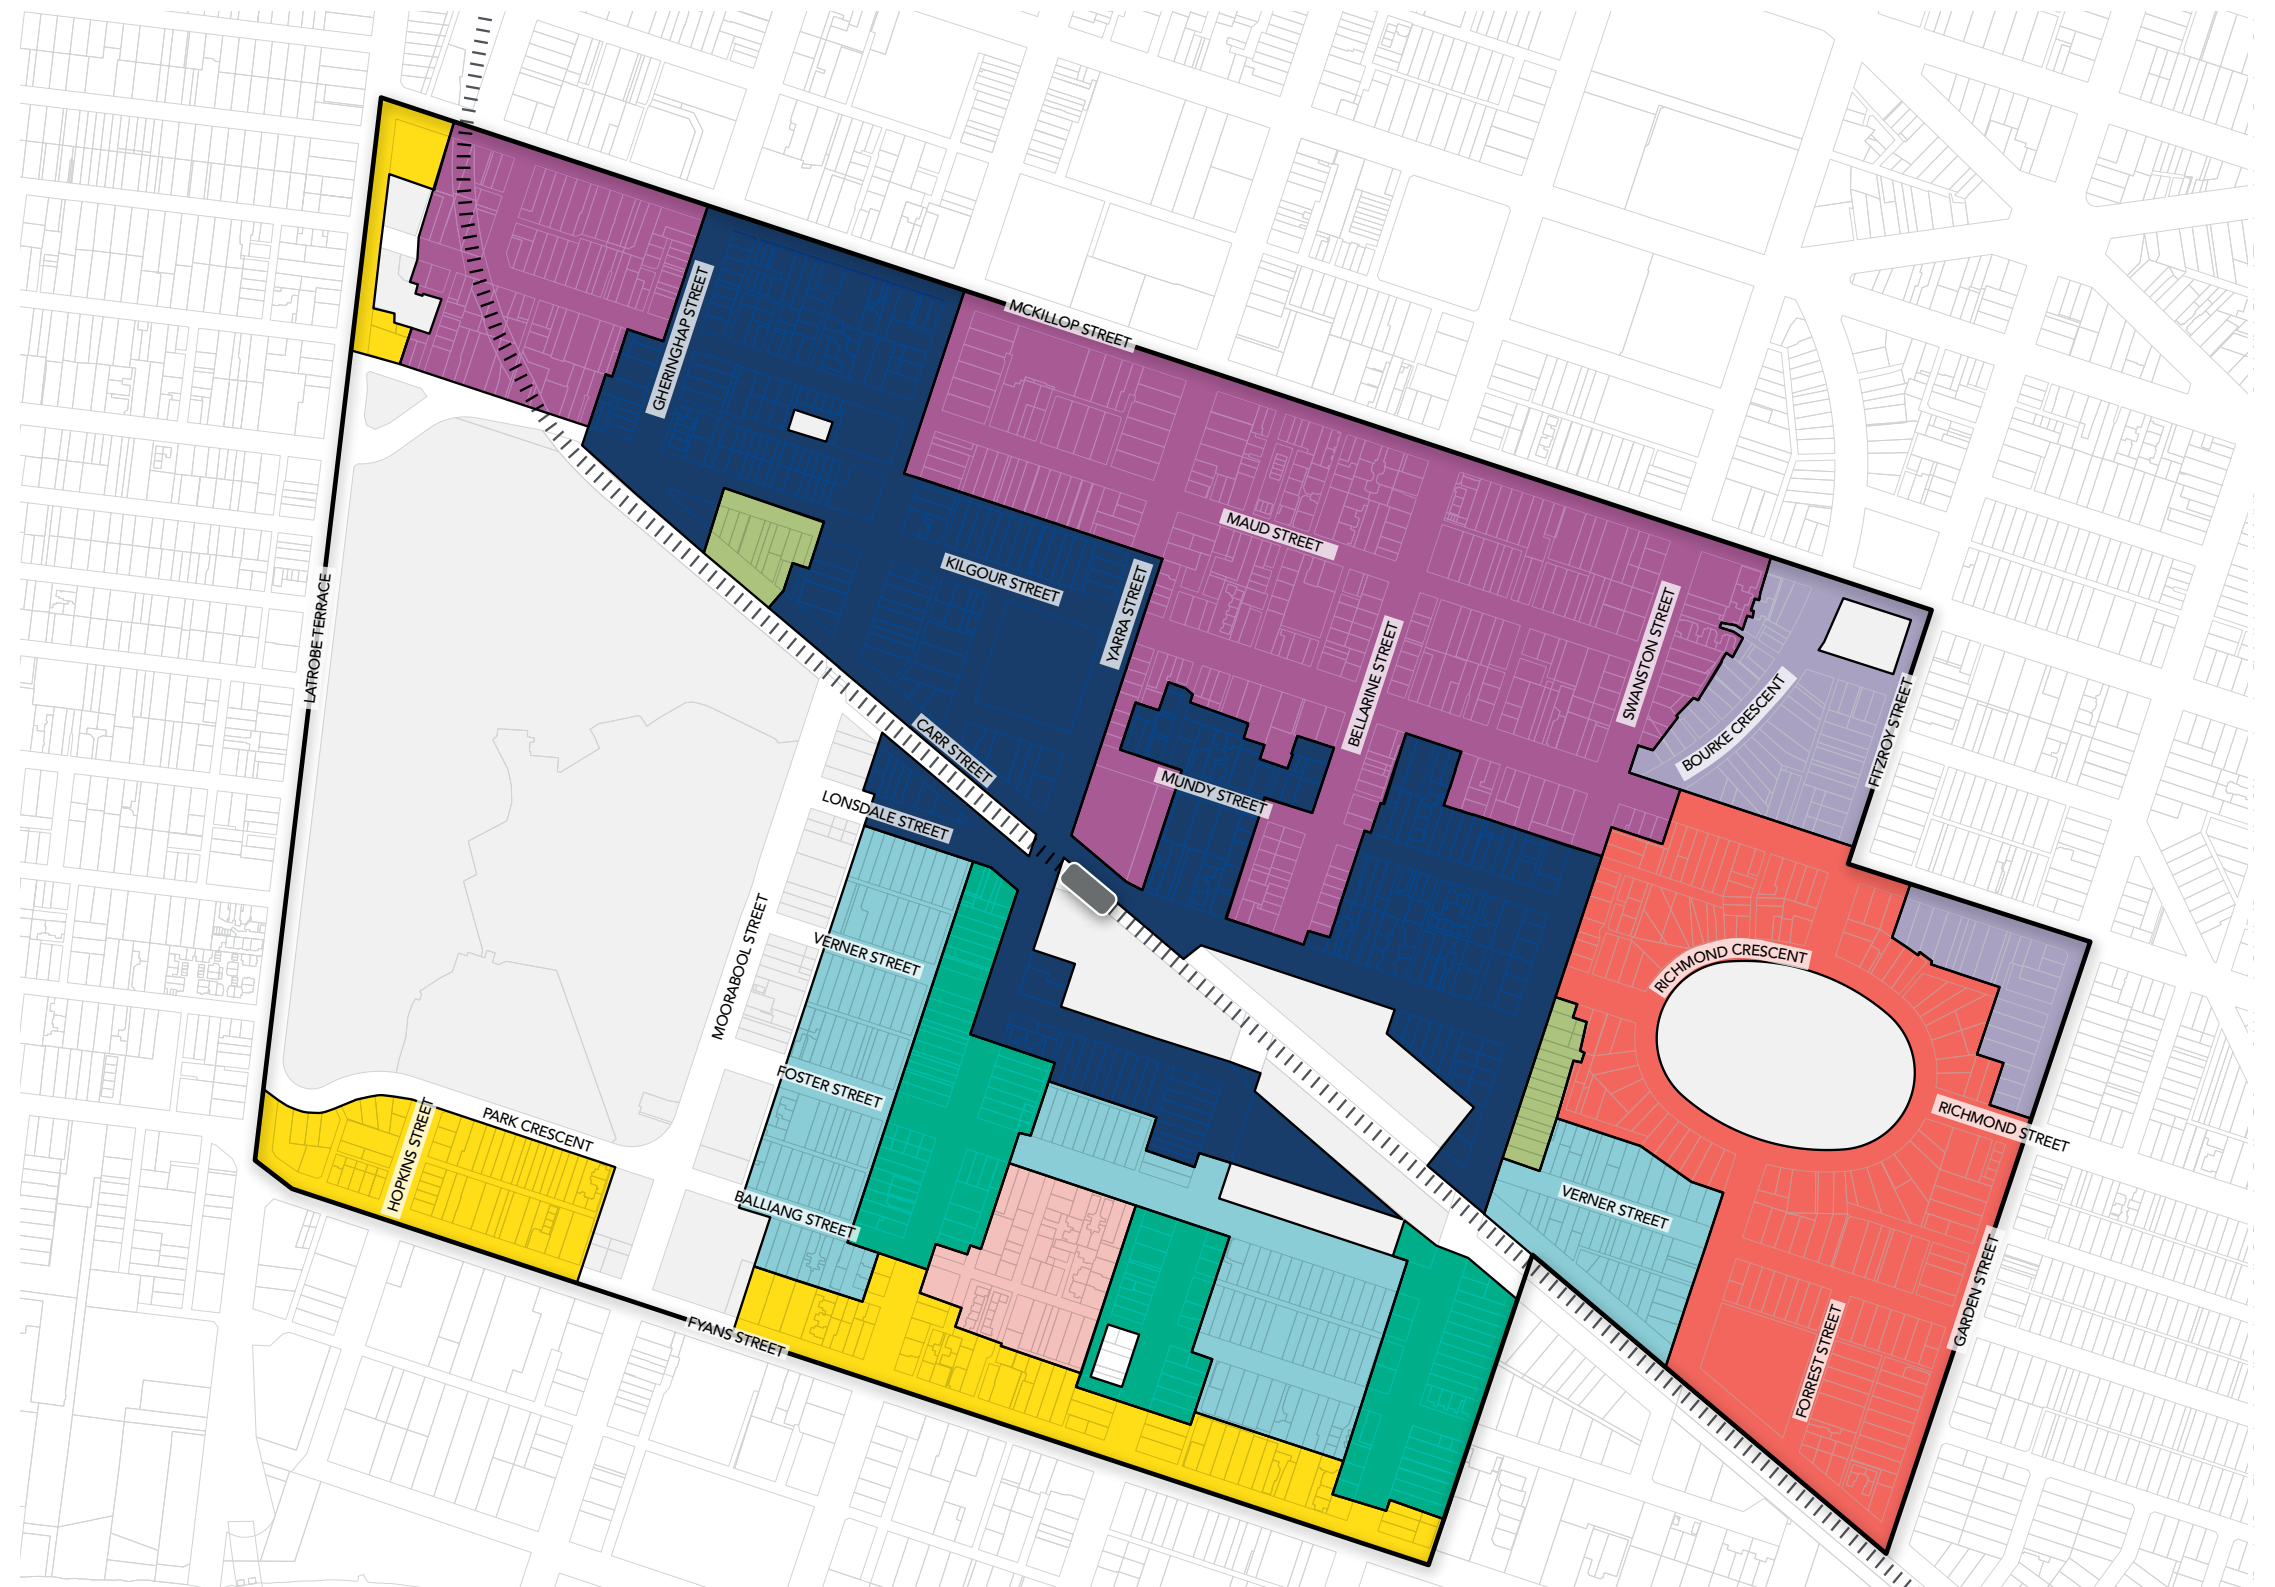 MCKILLOP STREET
GHERINGHAP STREET
MAUD STREET
KILGOUR STREET
YARRA STREET
LATROBE TERRACE
SWANSTON STREET
BELLARINE STREET
BOURKE CRESCENT
FITZROY STREET
CARR STREET
MUNDY STREET
LONSDALE STREET
MOORABOOL STREET
VERNER STREET
RICHMOND CRESCENT
FOSTER STREET
RICHMOND STREET
PARK CRESCENT
HOPKINS STREET
BALLIANG STREET
VERNER STREET
GARDEN STREET
FYANS STREET
FORREST STREET